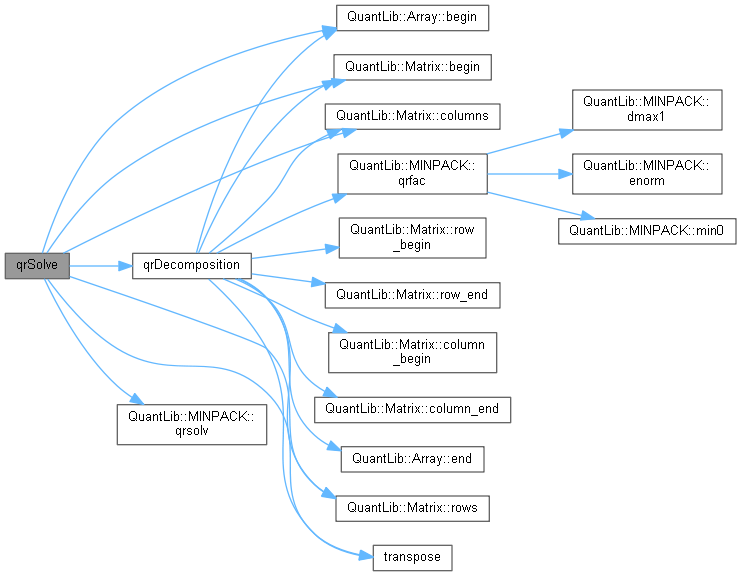 QuantLib::Array::begin
QuantLib::Matrix::begin
QuantLib::Matrix::columns
QuantLib::MINPACK::
qrfac
QuantLib::MINPACK::
dmax1
QuantLib::MINPACK::
enorm
QuantLib::MINPACK::min0
qrSolve
qrDecomposition
QuantLib::Matrix::row
_begin
QuantLib::Matrix::row_end
QuantLib::Matrix::column
_begin
QuantLib::MINPACK::
qrsolv
QuantLib::Matrix::column_end
QuantLib::Array::end
QuantLib::Matrix::rows
transpose